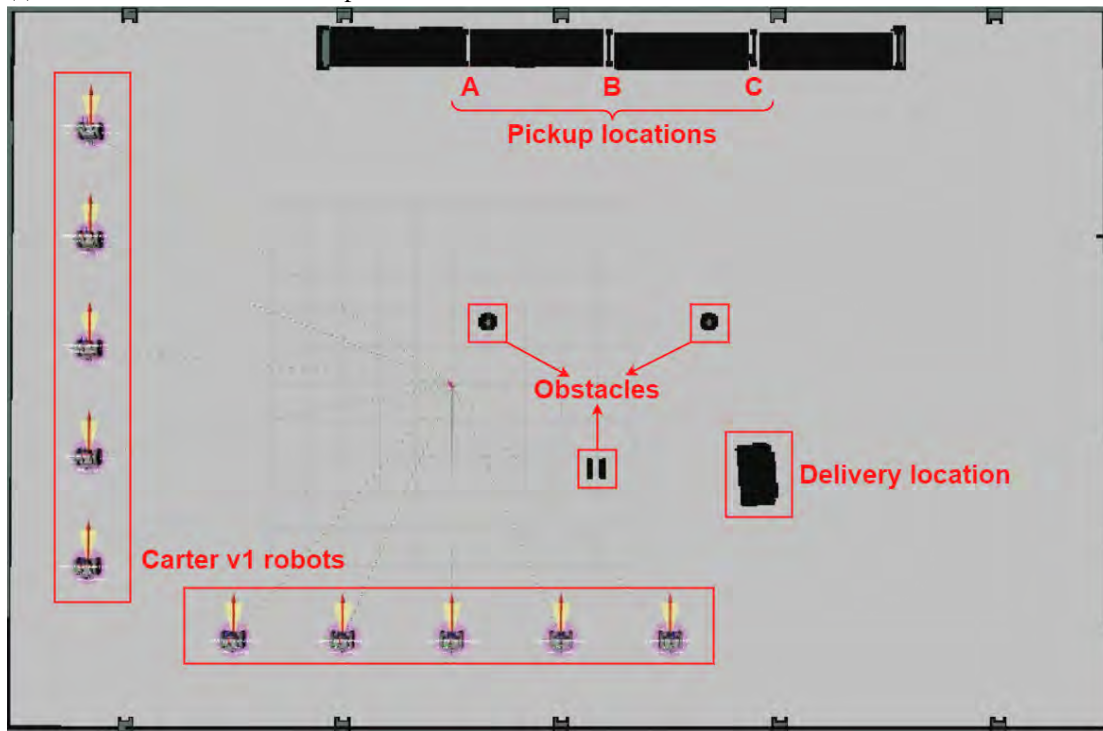 A B C
Pickup locations
Obstacles
Delivery location
Carter v1 robots